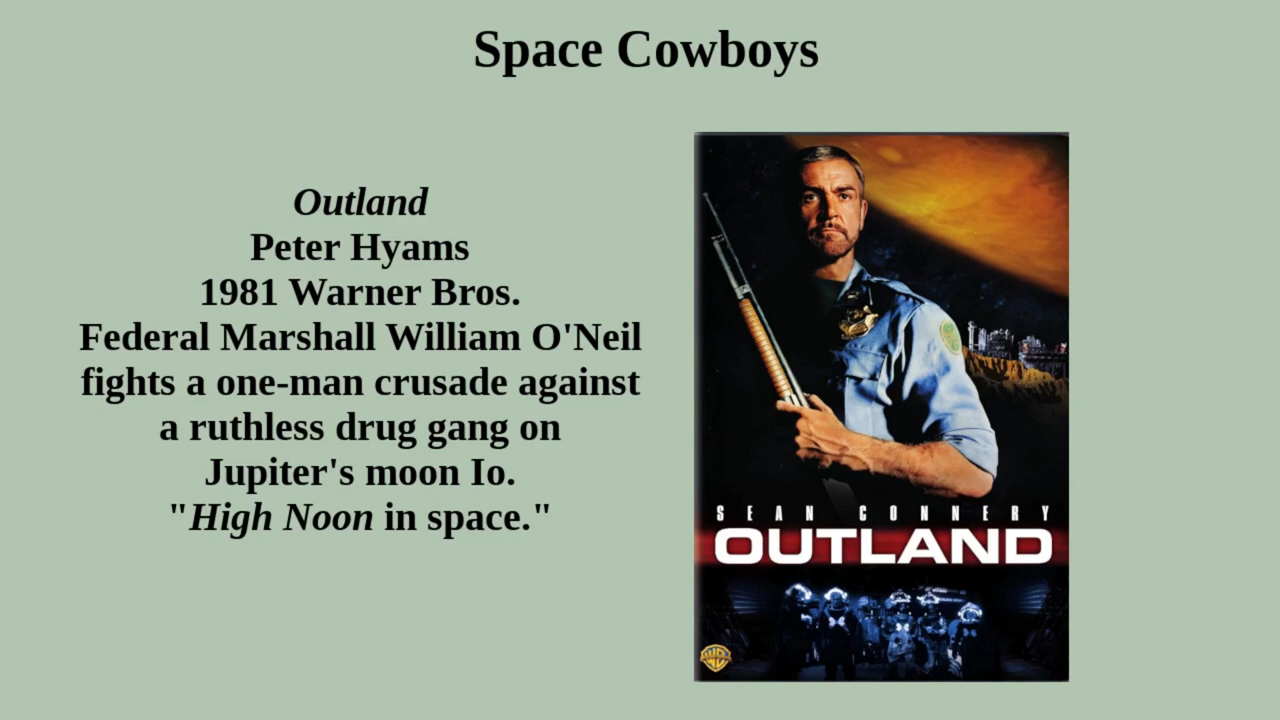 Space Cowboys
Outland
Peter Hyams
1981 Warner Bros.
Federal Marshall William O'Neil
fights a one-man crusade against
a ruthless drug gang on
Jupiter's moon Io.
"High Noon in space."
SEAN CONNERY
OUTLAND
WB